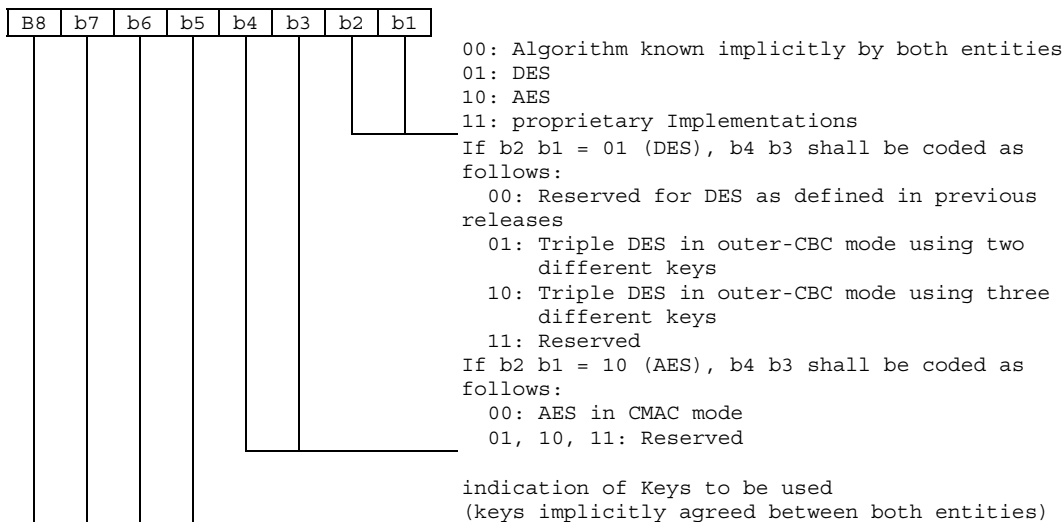 B8 b7 b6 b5 b4 b3 b2 b1
00: Algorithm known implicitly by both entities
01: DES
10: AES
11: proprietary Implementations
If b2 b1 = 01 (DES), b4 b3 shall be coded as
follows:
00: Reserved for DES as defined in previous
releases
01: Triple DES in outer-CBC mode using two
different keys
10: Triple DES in outer-CBC mode using three
different keys
11: Reserved
If b2 b1 = 10 (AES), b4 b3 shall be coded as
follows:
00: AES in CMAC mode
01, 10, 11: Reserved
indication of Keys to be used
(keys implicitly agreed between both entities)